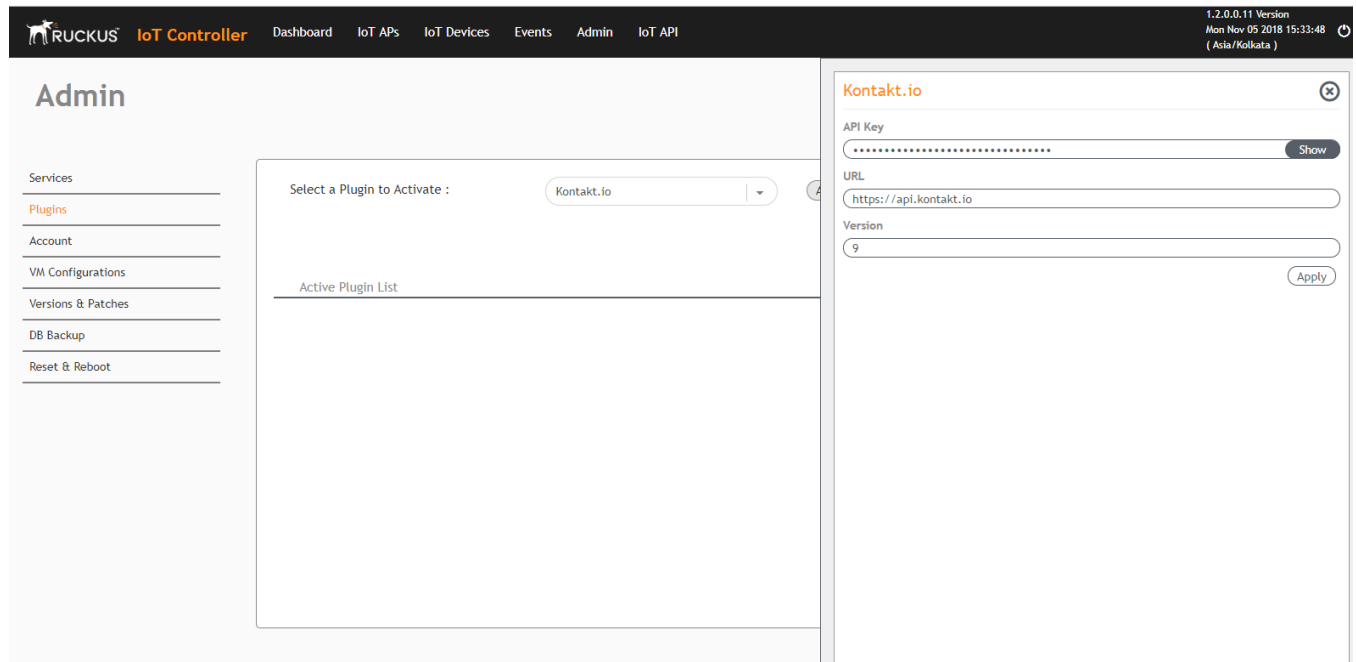 RUCKUS IoT Controller Dashboard IoT APs IoT Devices Events Admin IoT API
1.2.0.0.11 Version
Mon Nov 05 2018 15:33:48
( Asia/Kolkata )
Admin
Services
Plugins
Account
VM Configurations
Versions & Patches
DB Backup
Reset & Reboot
Select a Plugin to Activate : Kontakt.io
Active Plugin List
Kontakt.io
API Key
•••••••••••••••••••••••••••••••• Show
URL
https://api.kontakt.io
Version
9
Apply